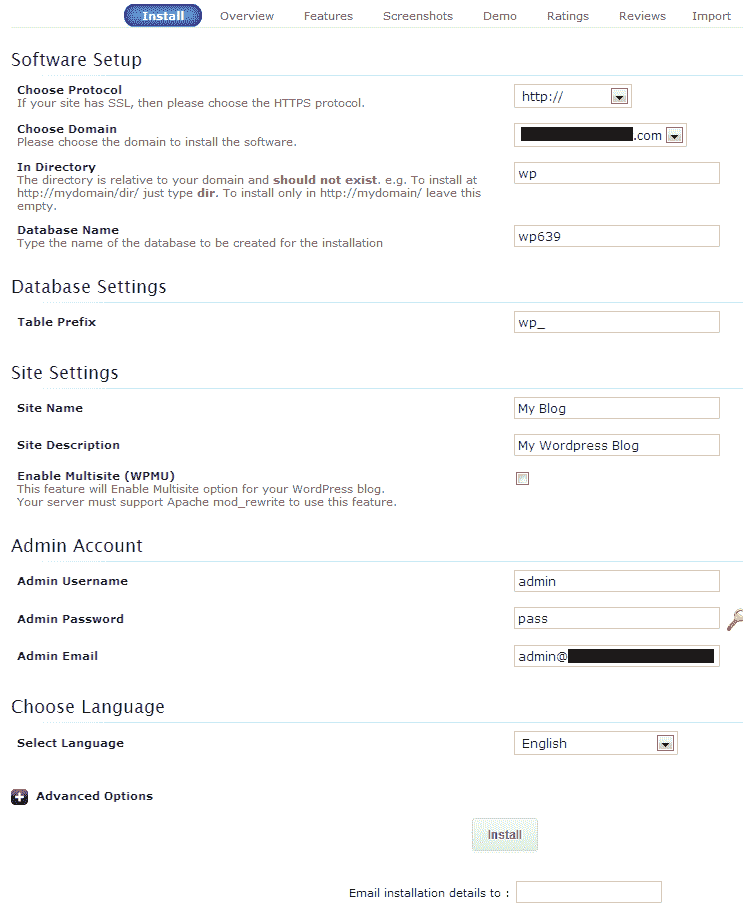 Install Overview Features Screenshots Demo Ratings Reviews Import
Software Setup
Choose Protocol
If your site has SSL, then please choose the HTTPS protocol.
http://
Choose Domain
Please choose the domain to install the software.
.com
In Directory
The directory is relative to your domain and should not exist. e.g. To install at
http://mydomain/dir/ just type dir. To install only in http://mydomain/ leave this
empty.
wp
Database Name
Type the name of the database to be created for the installation
wp639
Database Settings
Table Prefix
wp_
Site Settings
Site Name
My Blog
Site Description
My Wordpress Blog
Enable Multisite (WPMU)
This feature will Enable Multisite option for your WordPress blog.
Your server must support Apache mod_rewrite to use this feature.
Admin Account
Admin Username
admin
Admin Password
pass
Admin Email
admin@
Choose Language
Select Language
English
Advanced Options
Install
Email installation details to :